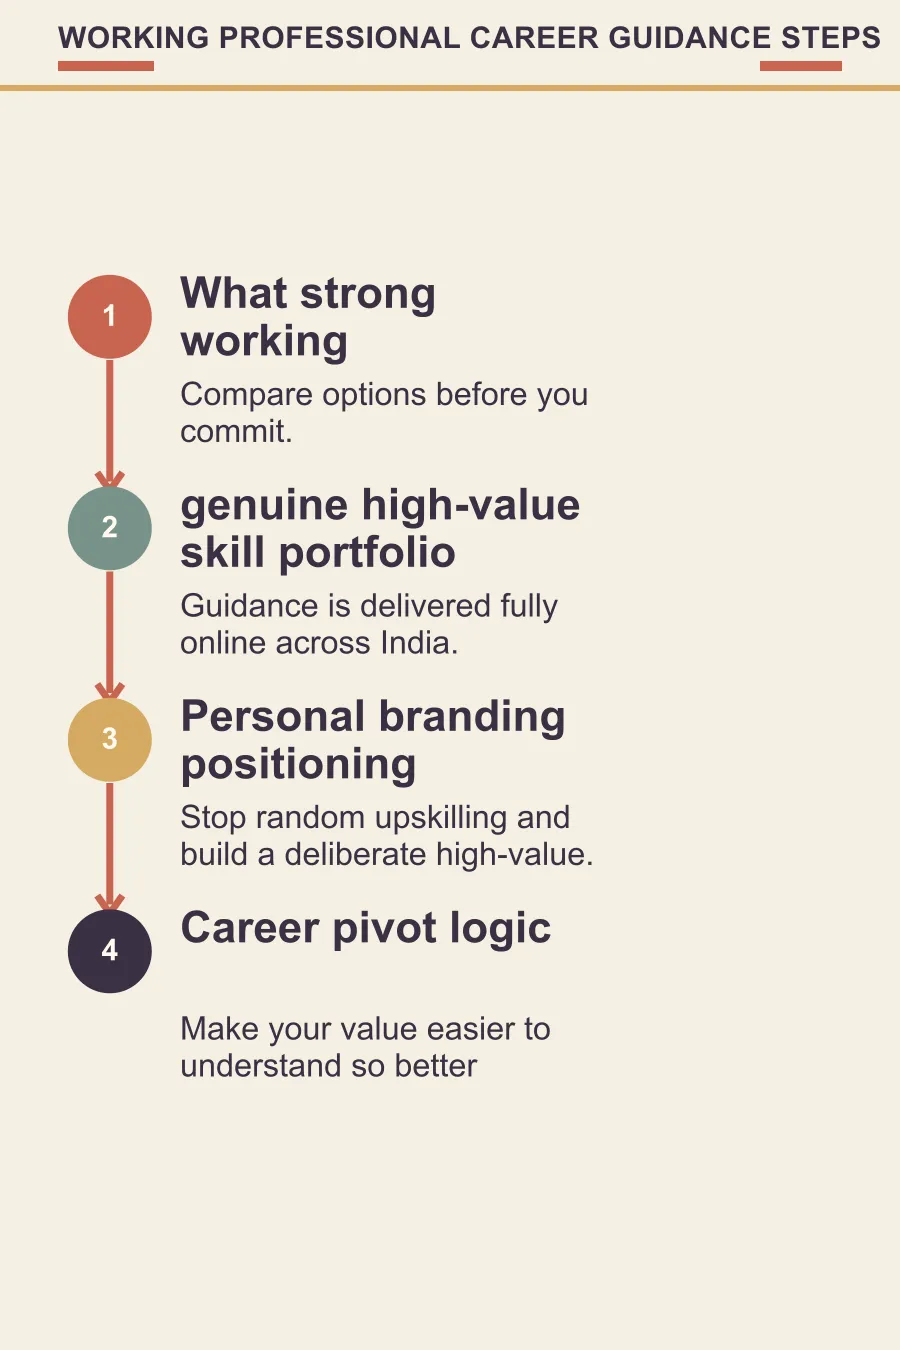 WORKING PROFESSIONAL CAREER GUIDANCE STEPS
1
What strong
working
Compare options before you
commit.
2
genuine high-value
skill portfolio
Guidance is delivered fully
online across India.
3
Personal branding
positioning
Stop random upskilling and
build a deliberate high-value.
4
Career pivot logic
Make your value easier to
understand so better